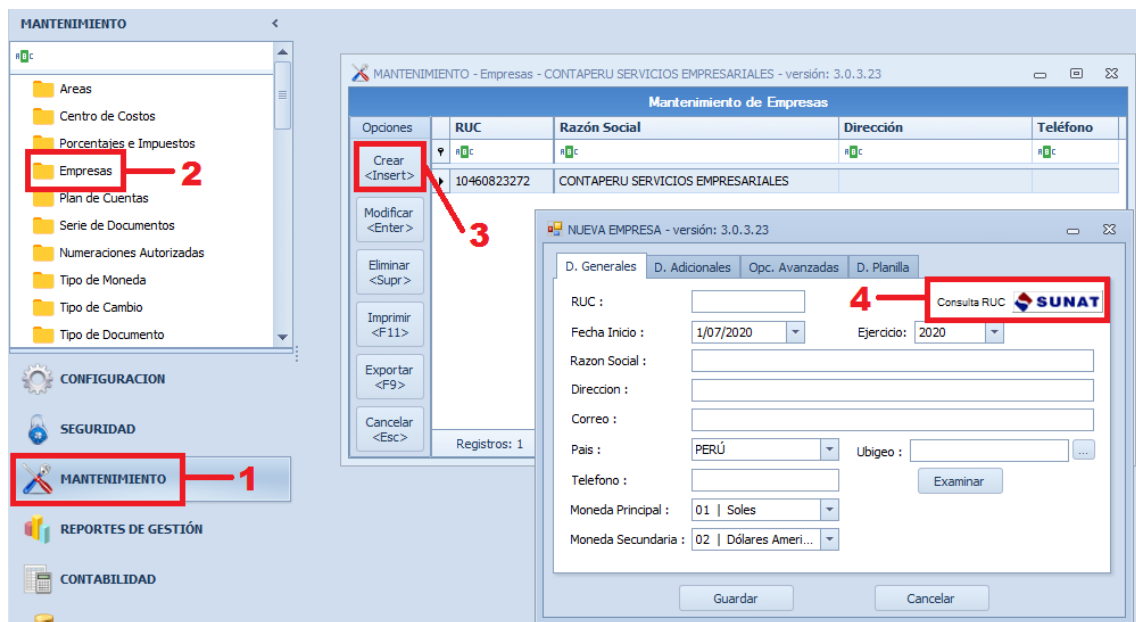 MANTENIMIENTO
ABC
Areas
Centro de Costos
Porcentajes e Impuestos
Empresas
2
Plan de Cuentas
Serie de Documentos
Numeraciones Autorizadas
Tipo de Moneda
Tipo de Cambio
Tipo de Documento
CONFIGURACION
SEGURIDAD
MANTENIMIENTO
1
REPORTES DE GESTIÓN
CONTABILIDAD
MANTENIMIENTO - Empresas - CONTAPERU SERVICIOS EMPRESARIALES - versión: 3.0.3.23
Mantenimiento de Empresas
Opciones RUC Razón Social Dirección Teléfono
ABC ABC ABC ABC
Crear
<Insert>
3
10460823272 CONTAPERU SERVICIOS EMPRESARIALES
Modificar
<Enter>
Eliminar
<Supr>
Imprimir
<F11>
Exportar
<F9>
Cancelar
<Esc>
Registros: 1
NUEVA EMPRESA - versión: 3.0.3.23
D. Generales D. Adicionales Opc. Avanzadas D. Planilla
RUC : 4 Consulta RUC SUNAT
Fecha Inicio : 1/07/2020 Ejercicio: 2020
Razon Social :
Direccion :
Correo :
Pais : PERÚ Ubigeo : ...
Telefono : Examinar
Moneda Principal : 01 | Soles
Moneda Secundaria : 02 | Dólares Ameri...
Guardar Cancelar